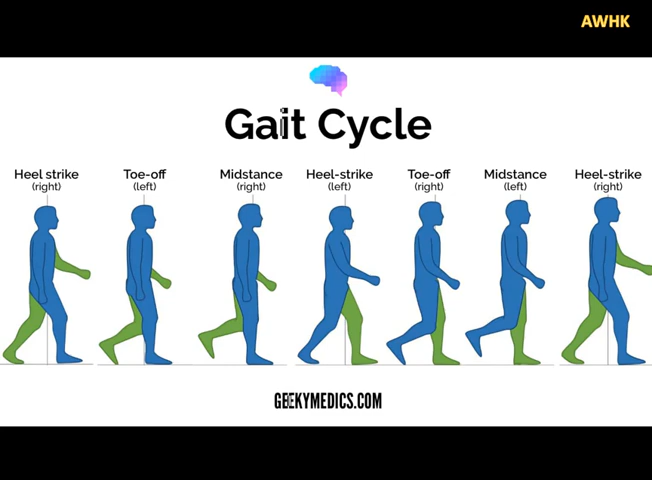 AWHK
Gait Cycle
Heel strike
(right)
Toe-off
(left)
Midstance
(right)
Heel-strike
(left)
Toe-off
(right)
Midstance
(left)
Heel-strike
(right)
GEEKYMEDICS.COM